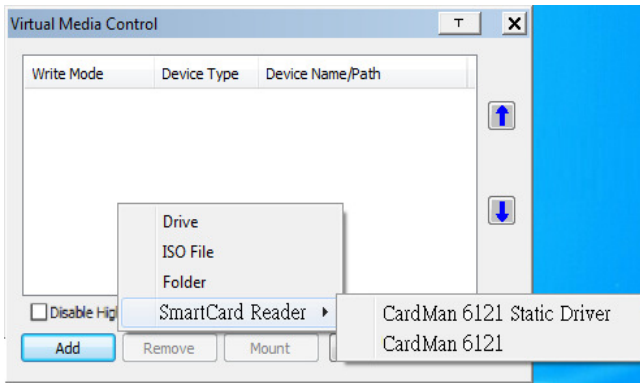 Virtual Media Control
T
X
Write Mode Device Type Device Name/Path
Drive
ISO File
Folder
Disable SmartCard Reader
CardMan 6121 Static Driver
Add Remove Mount CardMan 6121